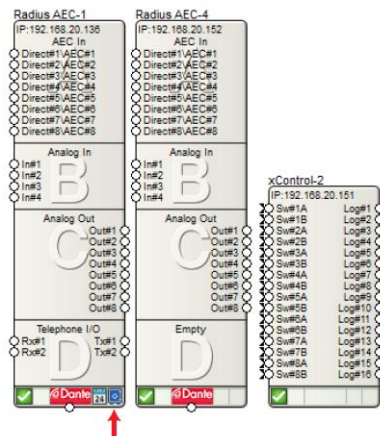 Radius AEC-1
IP:192.168.20.136
AEC In
Direct#1\AEC#1
Direct#2\AEC#2
Direct#3\AEC#3
Direct#4\AEC#4
Direct#5\AEC#5
Direct#6\AEC#6
Direct#7\AEC#7
Direct#8\AEC#8
Analog In
B
In#1
In#2
In#3
In#4
Analog Out
C
Out#1
Out#2
Out#3
Out#4
Out#5
Out#6
Out#7
Out#8
Telephone I/O
D
Rx#1 Tx#1
Rx#2 Tx#2
Dante 24
Radius AEC-4
IP:192.168.20.152
AEC In
Direct#1\AEC#1
Direct#2\AEC#2
Direct#3\AEC#3
Direct#4\AEC#4
Direct#5\AEC#5
Direct#6\AEC#6
Direct#7\AEC#7
Direct#8\AEC#8
Analog In
B
In#1
In#2
In#3
In#4
Analog Out
C
Out#1
Out#2
Out#3
Out#4
Out#5
Out#6
Out#7
Out#8
Empty
D
Dante
xControl-2
IP:192.168.20.151
Sw#1A Log#1
Sw#1B Log#2
Sw#2A Log#3
Sw#2B Log#4
Sw#3A Log#5
Sw#3B Log#6
Sw#4A Log#7
Sw#4B Log#8
Sw#5A Log#9
Sw#5B Log#10
Sw#6A Log#11
Sw#6B Log#12
Sw#7A Log#13
Sw#7B Log#14
Sw#8A Log#15
Sw#8B Log#16